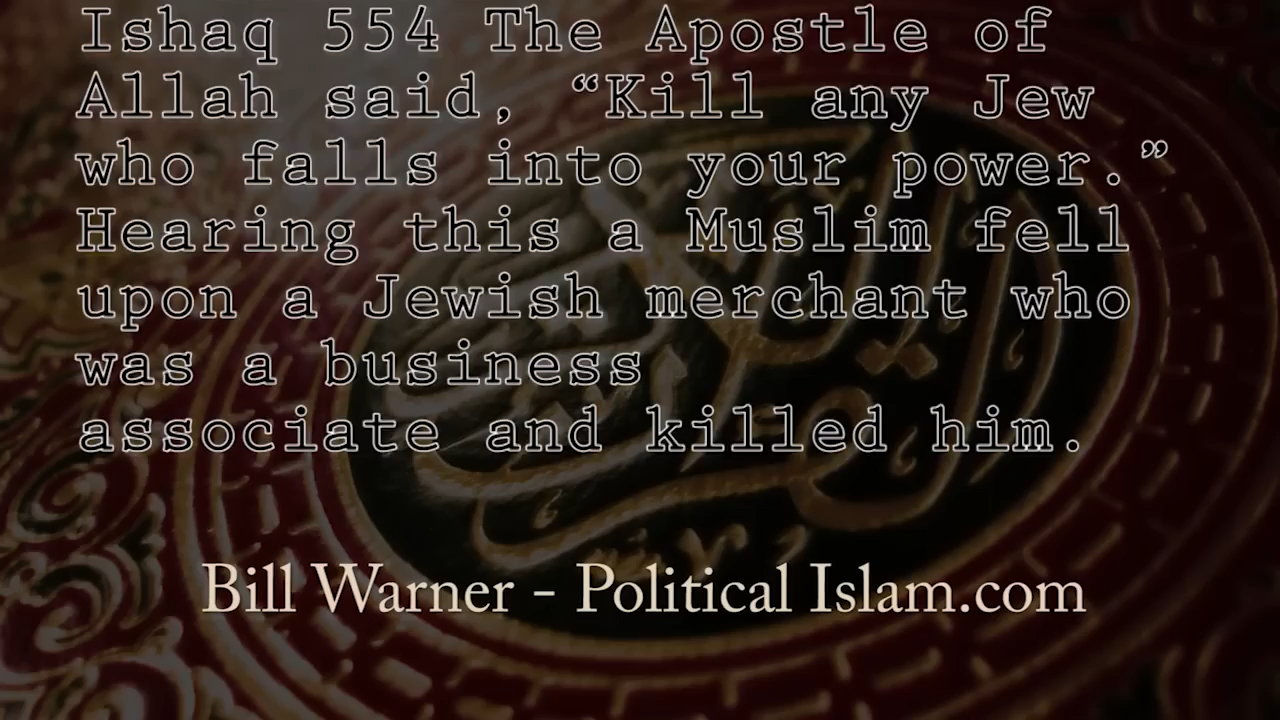 Ishaq 554 The Apostle of
Allah said, “Kill any Jew
who falls into your power.”
Hearing this a Muslim fell
upon a Jewish merchant who
was a business
associate and killed him.
Bill Warner - Political Islam.com